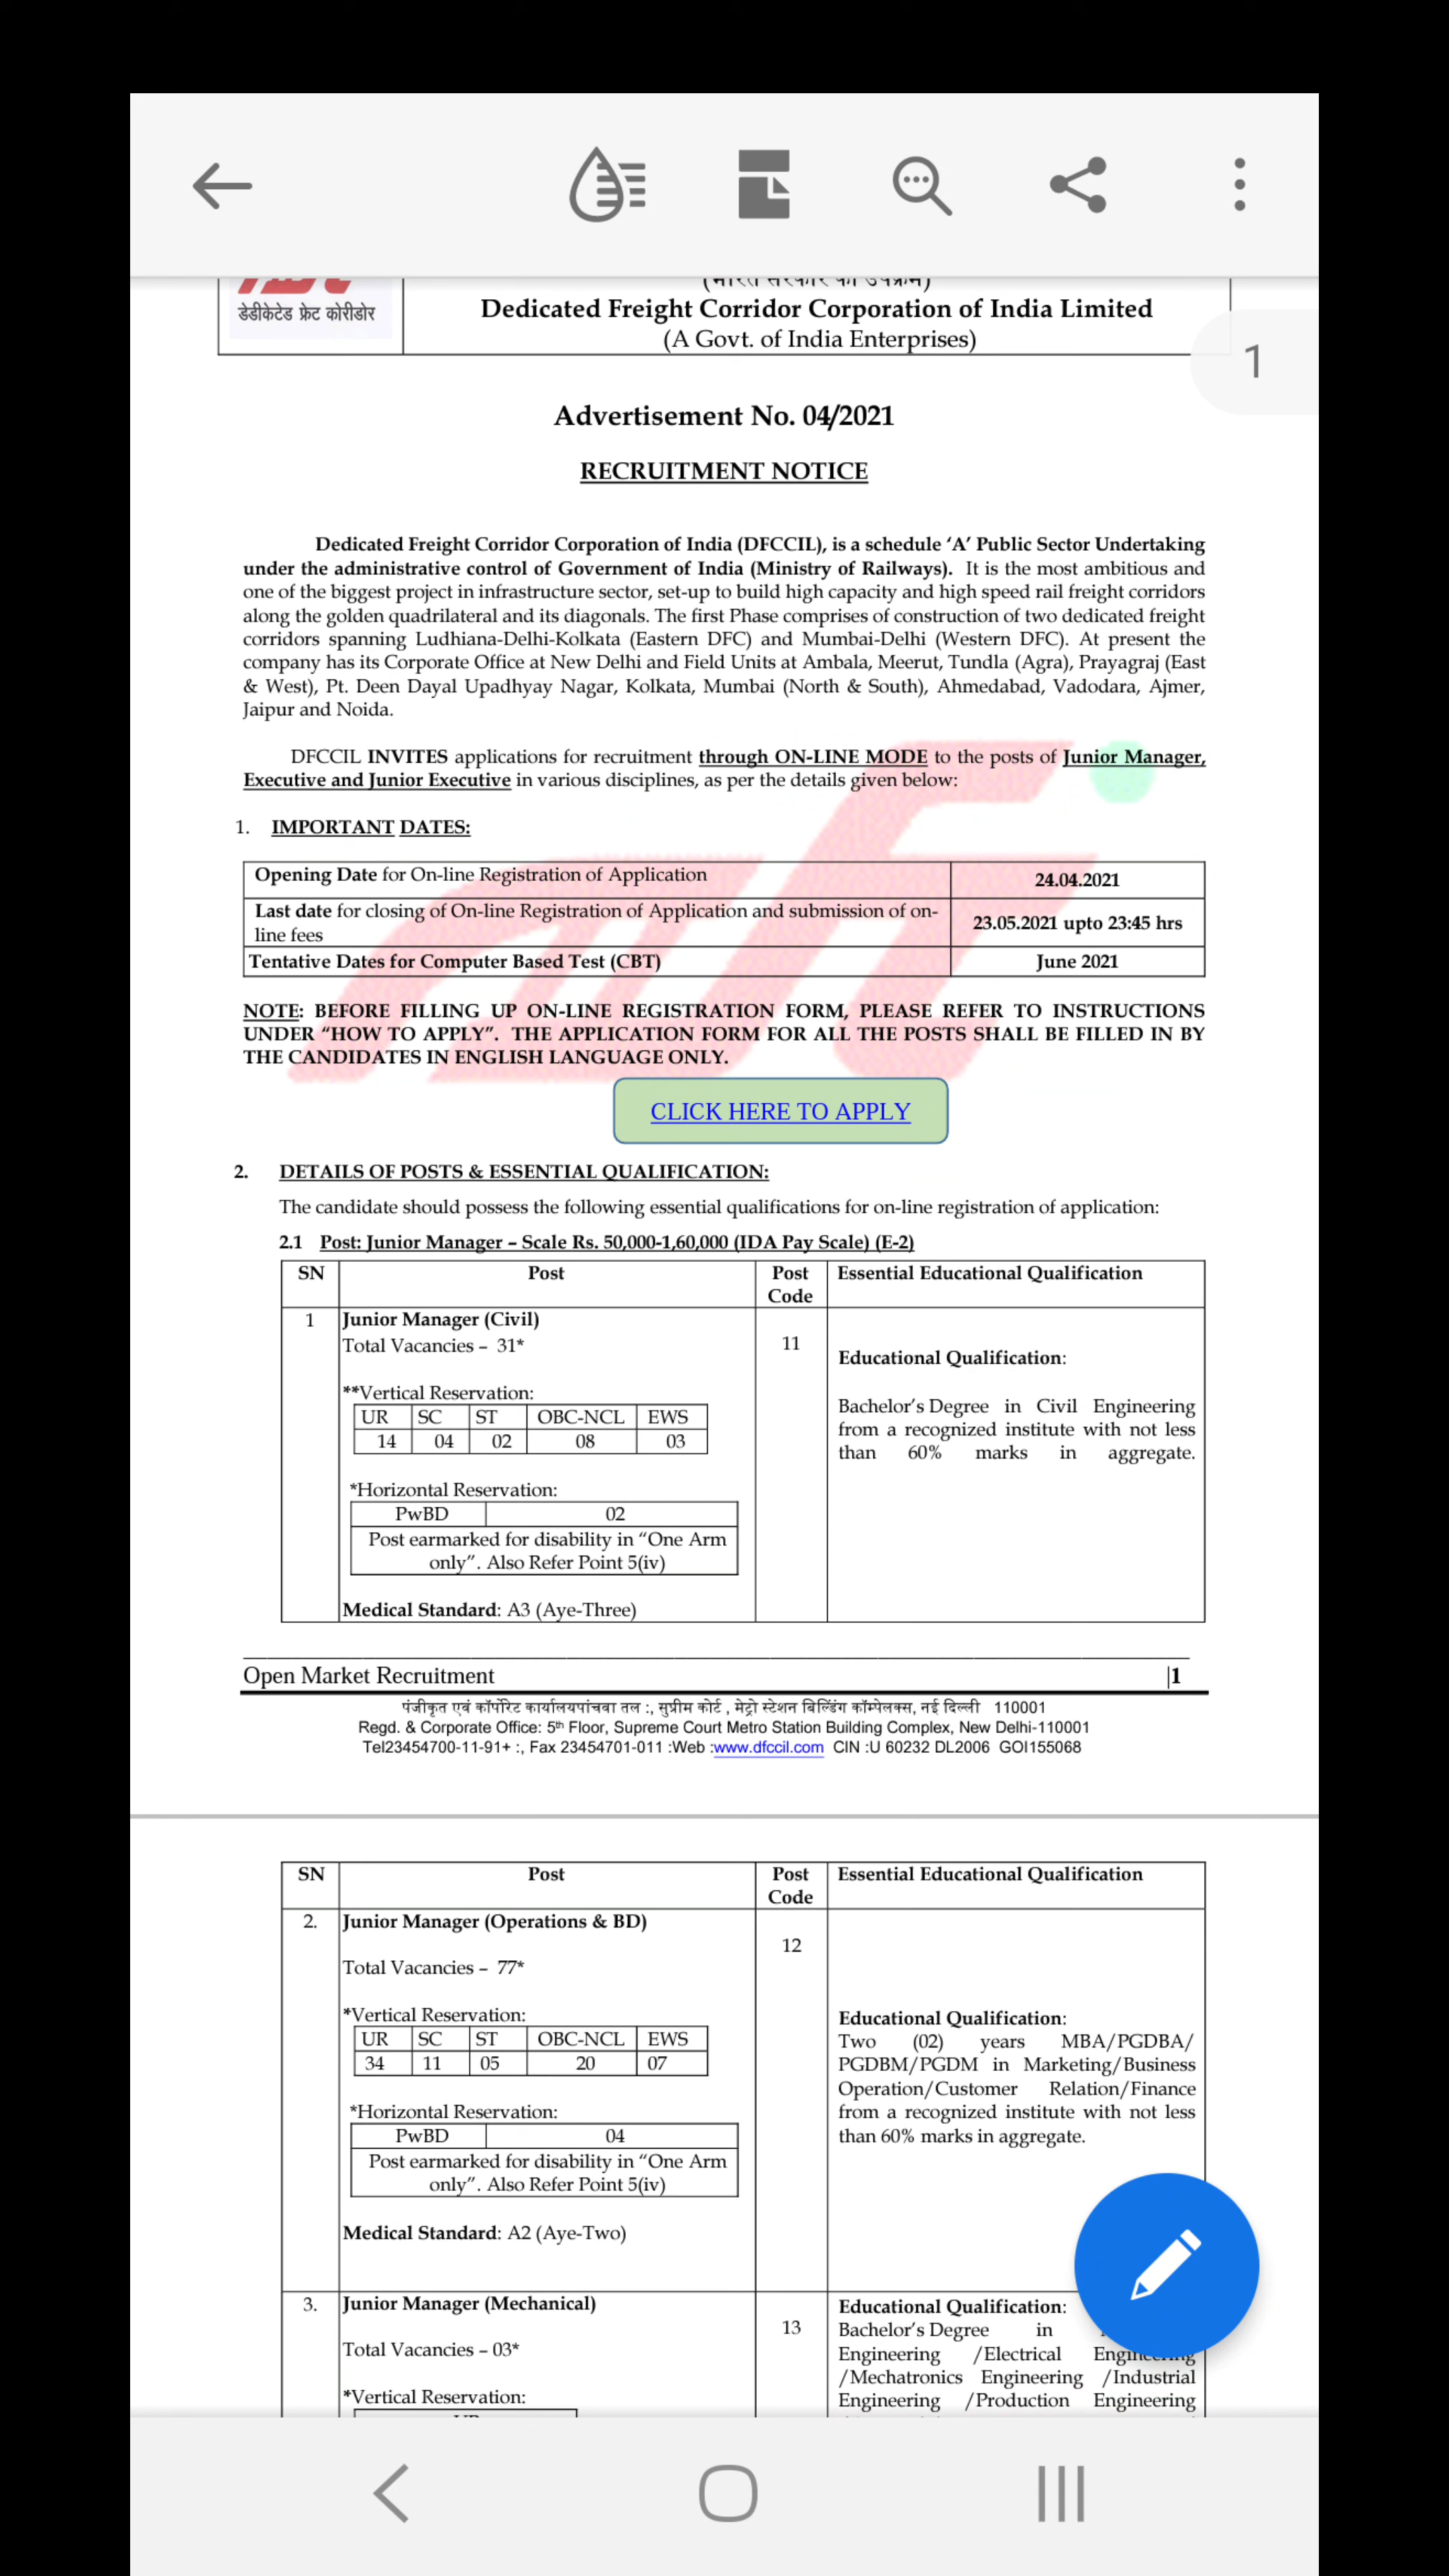 (भारत सरकार का उपक्रम)
डेडीकेटेड फ्रेट कोरीडोर
Dedicated Freight Corridor Corporation of India Limited
(A Govt. of India Enterprises)
1
Advertisement No. 04/2021
RECRUITMENT NOTICE
Dedicated Freight Corridor Corporation of India (DFCCIL), is a schedule ‘A’ Public Sector Undertaking
under the administrative control of Government of India (Ministry of Railways). It is the most ambitious and
one of the biggest project in infrastructure sector, set-up to build high capacity and high speed rail freight corridors
along the golden quadrilateral and its diagonals. The first Phase comprises of construction of two dedicated freight
corridors spanning Ludhiana-Delhi-Kolkata (Eastern DFC) and Mumbai-Delhi (Western DFC). At present the
company has its Corporate Office at New Delhi and Field Units at Ambala, Meerut, Tundla (Agra), Prayagraj (East
& West), Pt. Deen Dayal Upadhyay Nagar, Kolkata, Mumbai (North & South), Ahmedabad, Vadodara, Ajmer,
Jaipur and Noida.
DFCCIL INVITES applications for recruitment through ON-LINE MODE to the posts of Junior Manager,
Executive and Junior Executive in various disciplines, as per the details given below:
1. IMPORTANT DATES:
Opening Date for On-line Registration of Application 24.04.2021
Last date for closing of On-line Registration of Application and submission of on-
line fees 23.05.2021 upto 23:45 hrs
Tentative Dates for Computer Based Test (CBT) June 2021
NOTE: BEFORE FILLING UP ON-LINE REGISTRATION FORM, PLEASE REFER TO INSTRUCTIONS
UNDER “HOW TO APPLY”. THE APPLICATION FORM FOR ALL THE POSTS SHALL BE FILLED IN BY
THE CANDIDATES IN ENGLISH LANGUAGE ONLY.
CLICK HERE TO APPLY
2. DETAILS OF POSTS & ESSENTIAL QUALIFICATION:
The candidate should possess the following essential qualifications for on-line registration of application:
2.1 Post: Junior Manager – Scale Rs. 50,000-1,60,000 (IDA Pay Scale) (E-2)
SN Post Post Code Essential Educational Qualification
1 Junior Manager (Civil)
Total Vacancies – 31*
11
**Vertical Reservation:
UR SC ST OBC-NCL EWS
14 04 02 08 03
*Horizontal Reservation:
PwBD 02
Post earmarked for disability in “One Arm
only”. Also Refer Point 5(iv)
Medical Standard: A3 (Aye-Three)
Educational Qualification:
Bachelor’s Degree in Civil Engineering
from a recognized institute with not less
than 60% marks in aggregate.
Open Market Recruitment |1
पंजीकृत एवं कॉर्पोरेट कार्यालयपांचवा तल :, सुप्रीम कोर्ट , मेट्रो स्टेशन बिल्डिंग कॉम्पेलक्स, नई दिल्ली 110001
Regd. & Corporate Office: 5th Floor, Supreme Court Metro Station Building Complex, New Delhi-110001
Tel23454700-11-91+ :, Fax 23454701-011 :Web :www.dfccil.com CIN :U 60232 DL2006 GOI155068
SN Post Post Code Essential Educational Qualification
2. Junior Manager (Operations & BD)
12
Total Vacancies – 77*
*Vertical Reservation:
UR SC ST OBC-NCL EWS
34 11 05 20 07
*Horizontal Reservation:
PwBD 04
Post earmarked for disability in “One Arm
only”. Also Refer Point 5(iv)
Medical Standard: A2 (Aye-Two)
Educational Qualification:
Two (02) years MBA/PGDBA/
PGDBM/PGDM in Marketing/Business
Operation/Customer Relation/Finance
from a recognized institute with not less
than 60% marks in aggregate.
3. Junior Manager (Mechanical)
13
Total Vacancies – 03*
*Vertical Reservation:
Educational Qualification:
Bachelor’s Degree in
Engineering /Electrical Engineering
/Mechatronics Engineering /Industrial
Engineering /Production Engineering